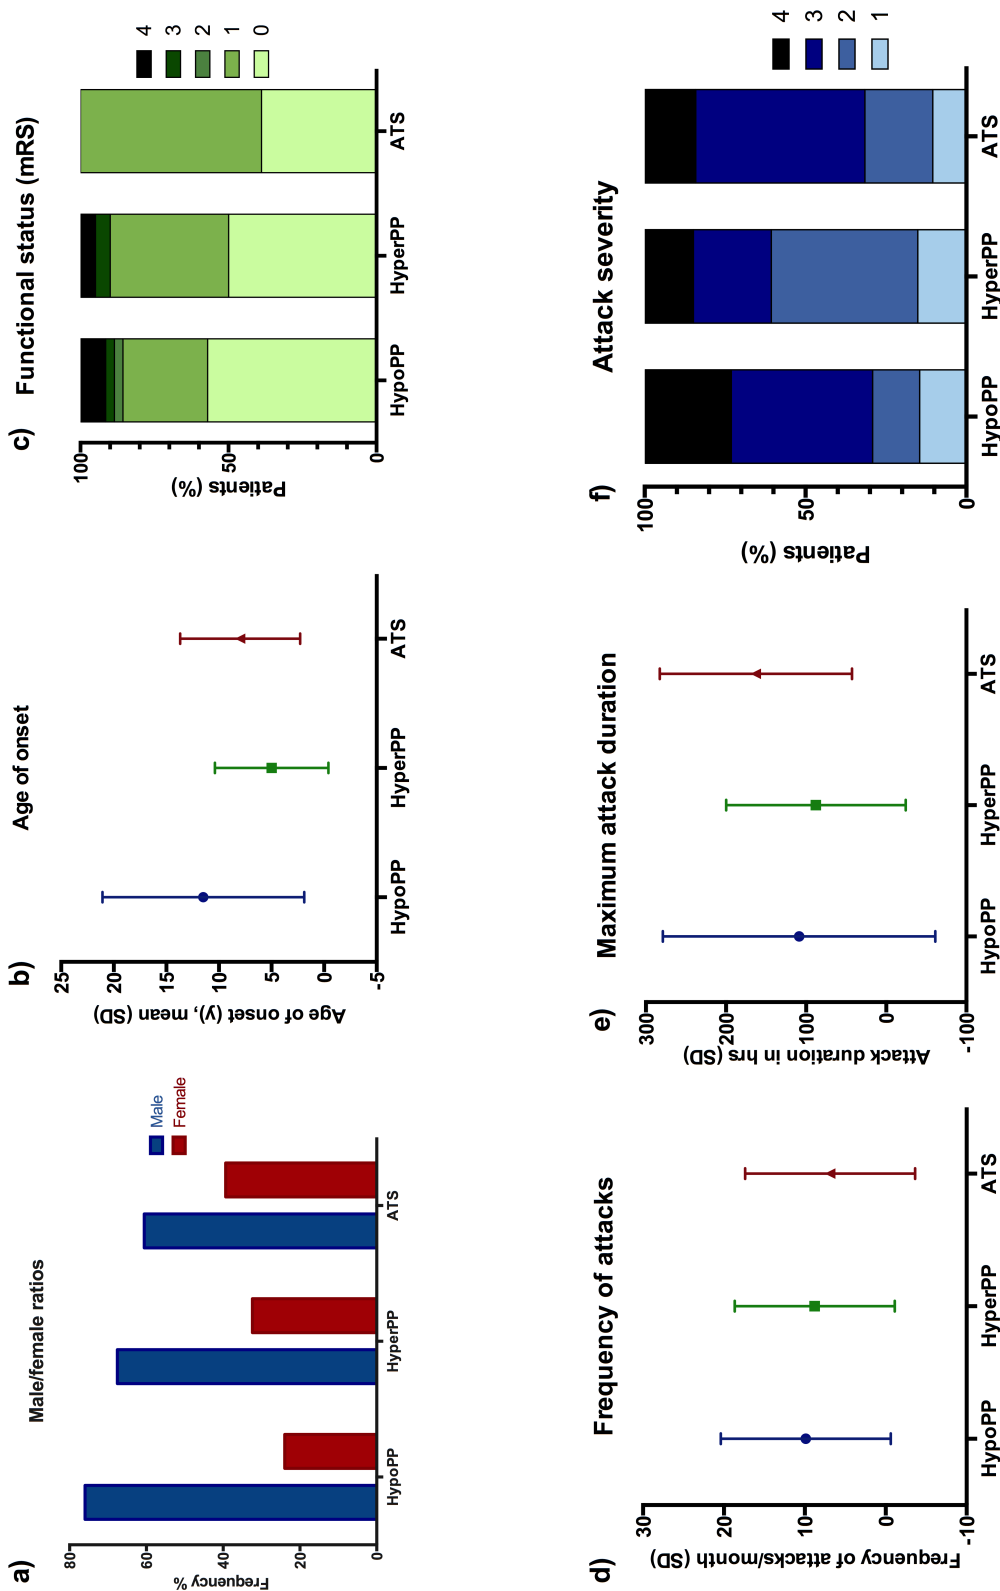 a)
Male/female ratios
Frequency %
80
60
40
20
0
HypoPP
HyperPP
ATS
Male
Female
b)
Age of onset
Age of onset (y), mean (SD)
25
20
15
10
5
0
-5
HypoPP
HyperPP
ATS
c)
Functional status (mRS)
Patients (%)
100
50
0
HypoPP
HyperPP
ATS
4
3
2
1
0
d)
Frequency of attacks
Frequency of attacks/month (SD)
30
20
10
0
-10
HypoPP
HyperPP
ATS
e)
Maximum attack duration
Attack duration in hrs (SD)
300
200
100
0
-100
HypoPP
HyperPP
ATS
f)
Attack severity
Patients (%)
100
50
0
HypoPP
HyperPP
ATS
4
3
2
1